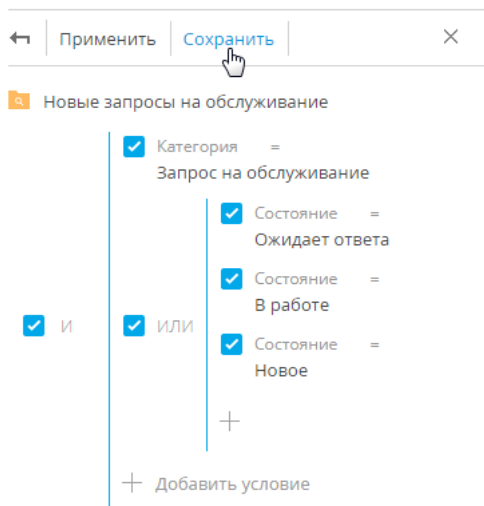 Применить Сохранить
Новые запросы на обслуживание
Категория =
Запрос на обслуживание
Состояние =
Ожидает ответа
Состояние =
В работе
И ИЛИ
Состояние =
Новое
Добавить условие